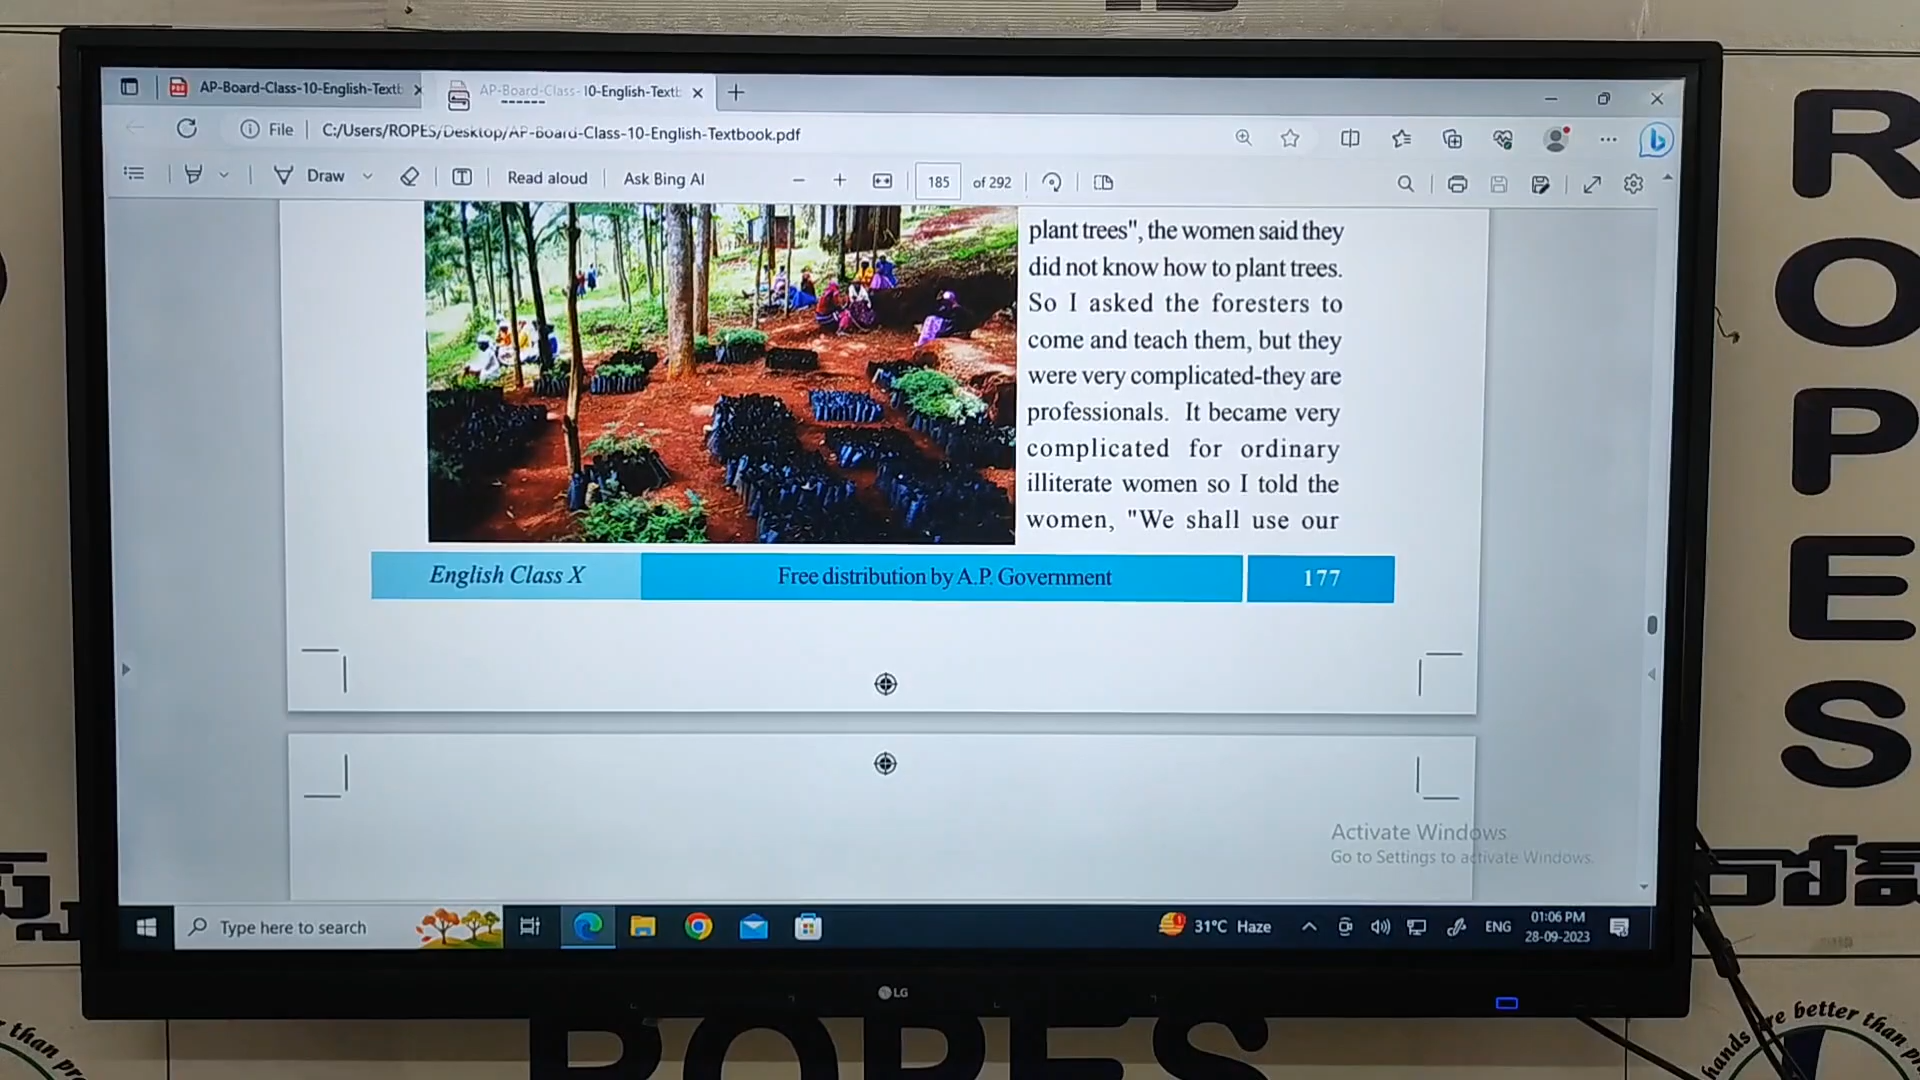 AP-Board-Class-10-English-Textb
AP-Board-Class-10-English-Textb
File
C:/Users/ROPES/Desktop/AP-Board-Class-10-English-Textbook.pdf
Draw
Read aloud
Ask Bing AI
185
of 292
plant trees", the women said they
did not know how to plant trees.
So I asked the foresters to
come and teach them, but they
were very complicated-they are
professionals. It became very
complicated for ordinary
illiterate women so I told the
women, "We shall use our
English Class X
Free distribution by A.P. Government
177
Activate Windows
Go to Settings to activate Windows.
Type here to search
31°C Haze
ENG
01:06 PM
28-09-2023
LG
ROPES
ROPES
రోప్
than
hands are better than